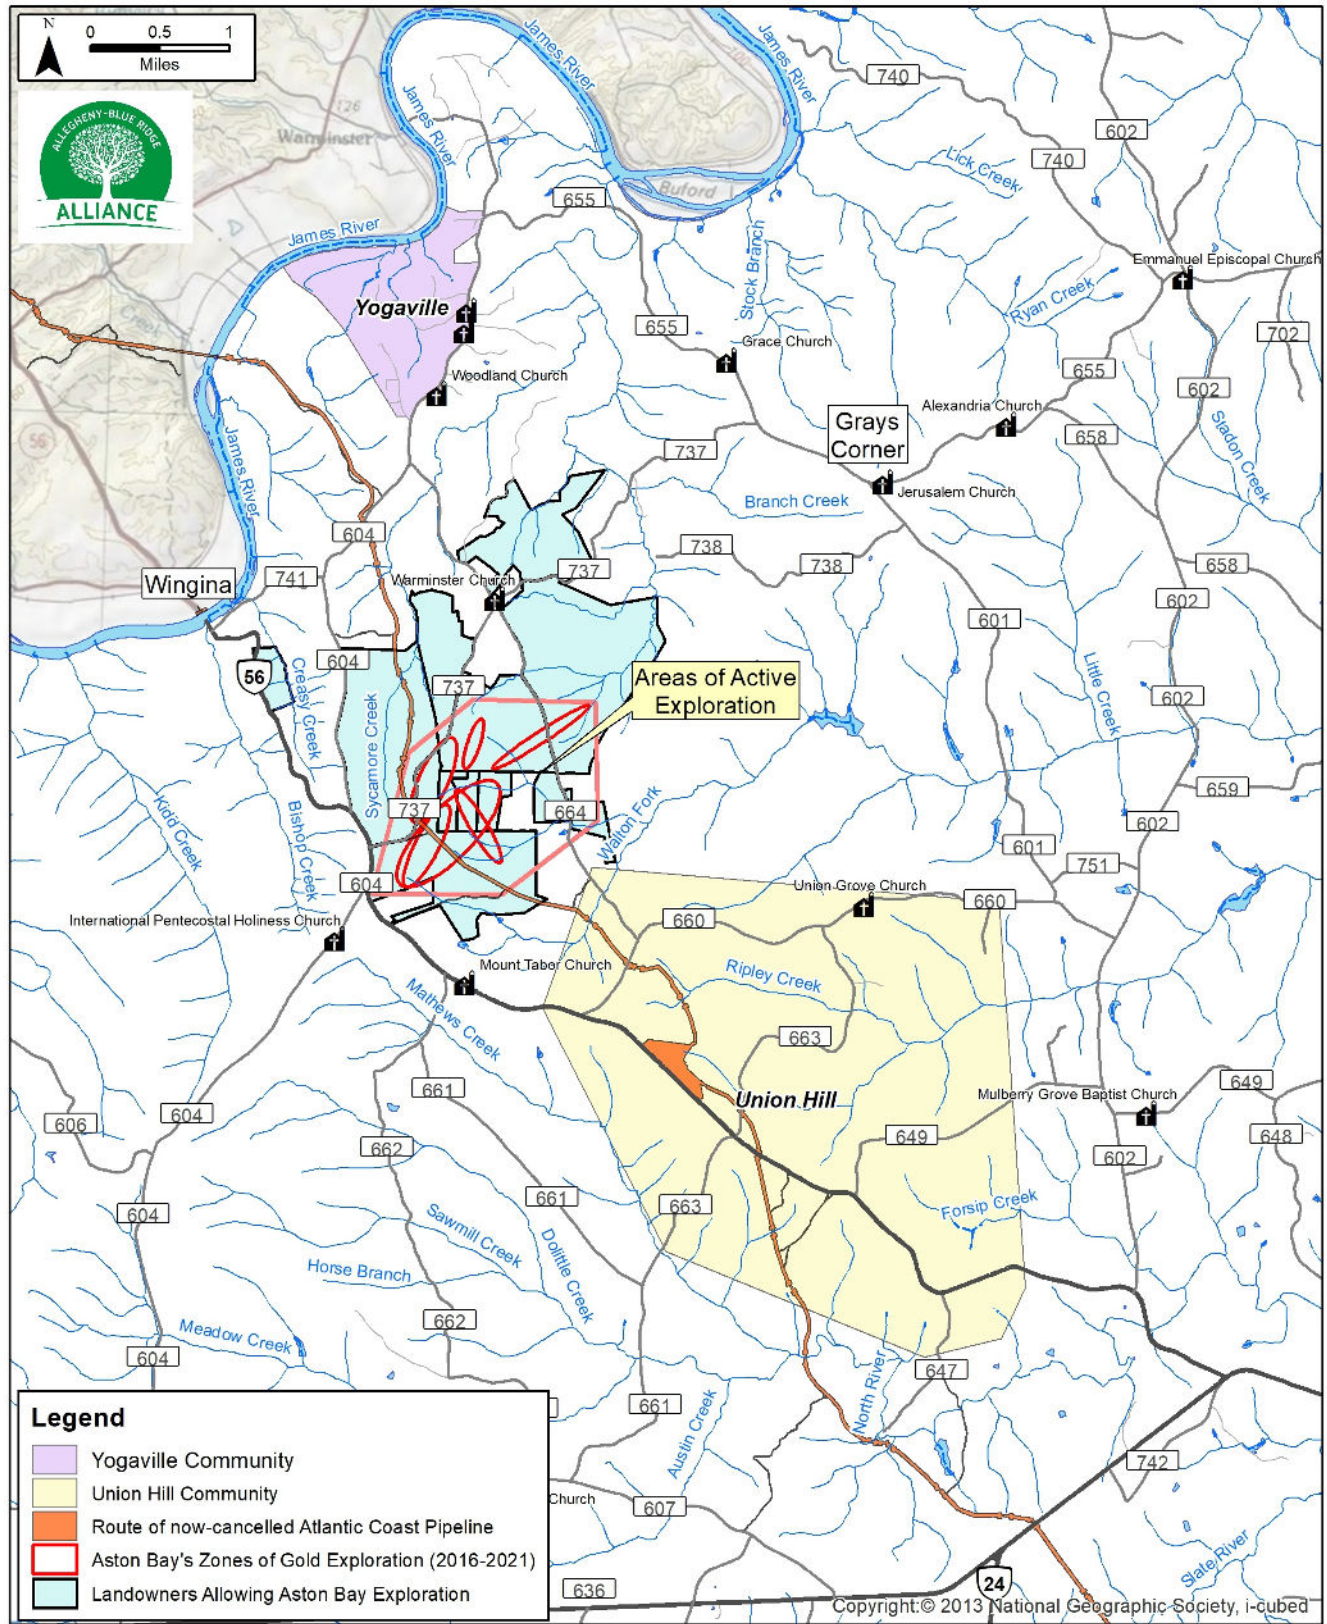 N
0 0.5 1
Miles
ALLEGHENY-BLUE RIDGE
ALLIANCE
James River
James River
James River
James River
740
602
740
Lick Creek
Warminster
126
Buford I
655
James River
Stock Branch
Emmanuel Episcopal Church
Yogaville
Ryan Creek
655
702
Grace Church
Woodland Church
655
602
Alexandria Church
Grays
Corner
658
56
James River
737
Sladon Creek
Jerusalem Church
Branch Creek
604
738
738
658
Wingina
741
Warminster Church
737
602
601
604
56
Creasy Creek
737
Areas of Active
Exploration
Little Creek
602
Sycamore Creek
Kidd Creek
Bishop Creek
737
664
Walton Fork
659
602
601
751
604
Union Grove Church
660
660
International Pentecostal Holiness Church
Mount Tabor Church
Ripley Creek
Mathews Creek
663
661
Union Hill
Mulberry Grove Baptist Church
649
606
604
662
649
648
602
661
663
604
Sawmill Creek
Dolittle Creek
Forsip Creek
Horse Branch
662
Meadow Creek
604
647
North River
661
Austin Creek
742
Church
607
Slate River
636
24
Legend
Yogaville Community
Union Hill Community
Route of now-cancelled Atlantic Coast Pipeline
Aston Bay's Zones of Gold Exploration (2016-2021)
Landowners Allowing Aston Bay Exploration
Copyright:© 2013 National Geographic Society, i-cubed